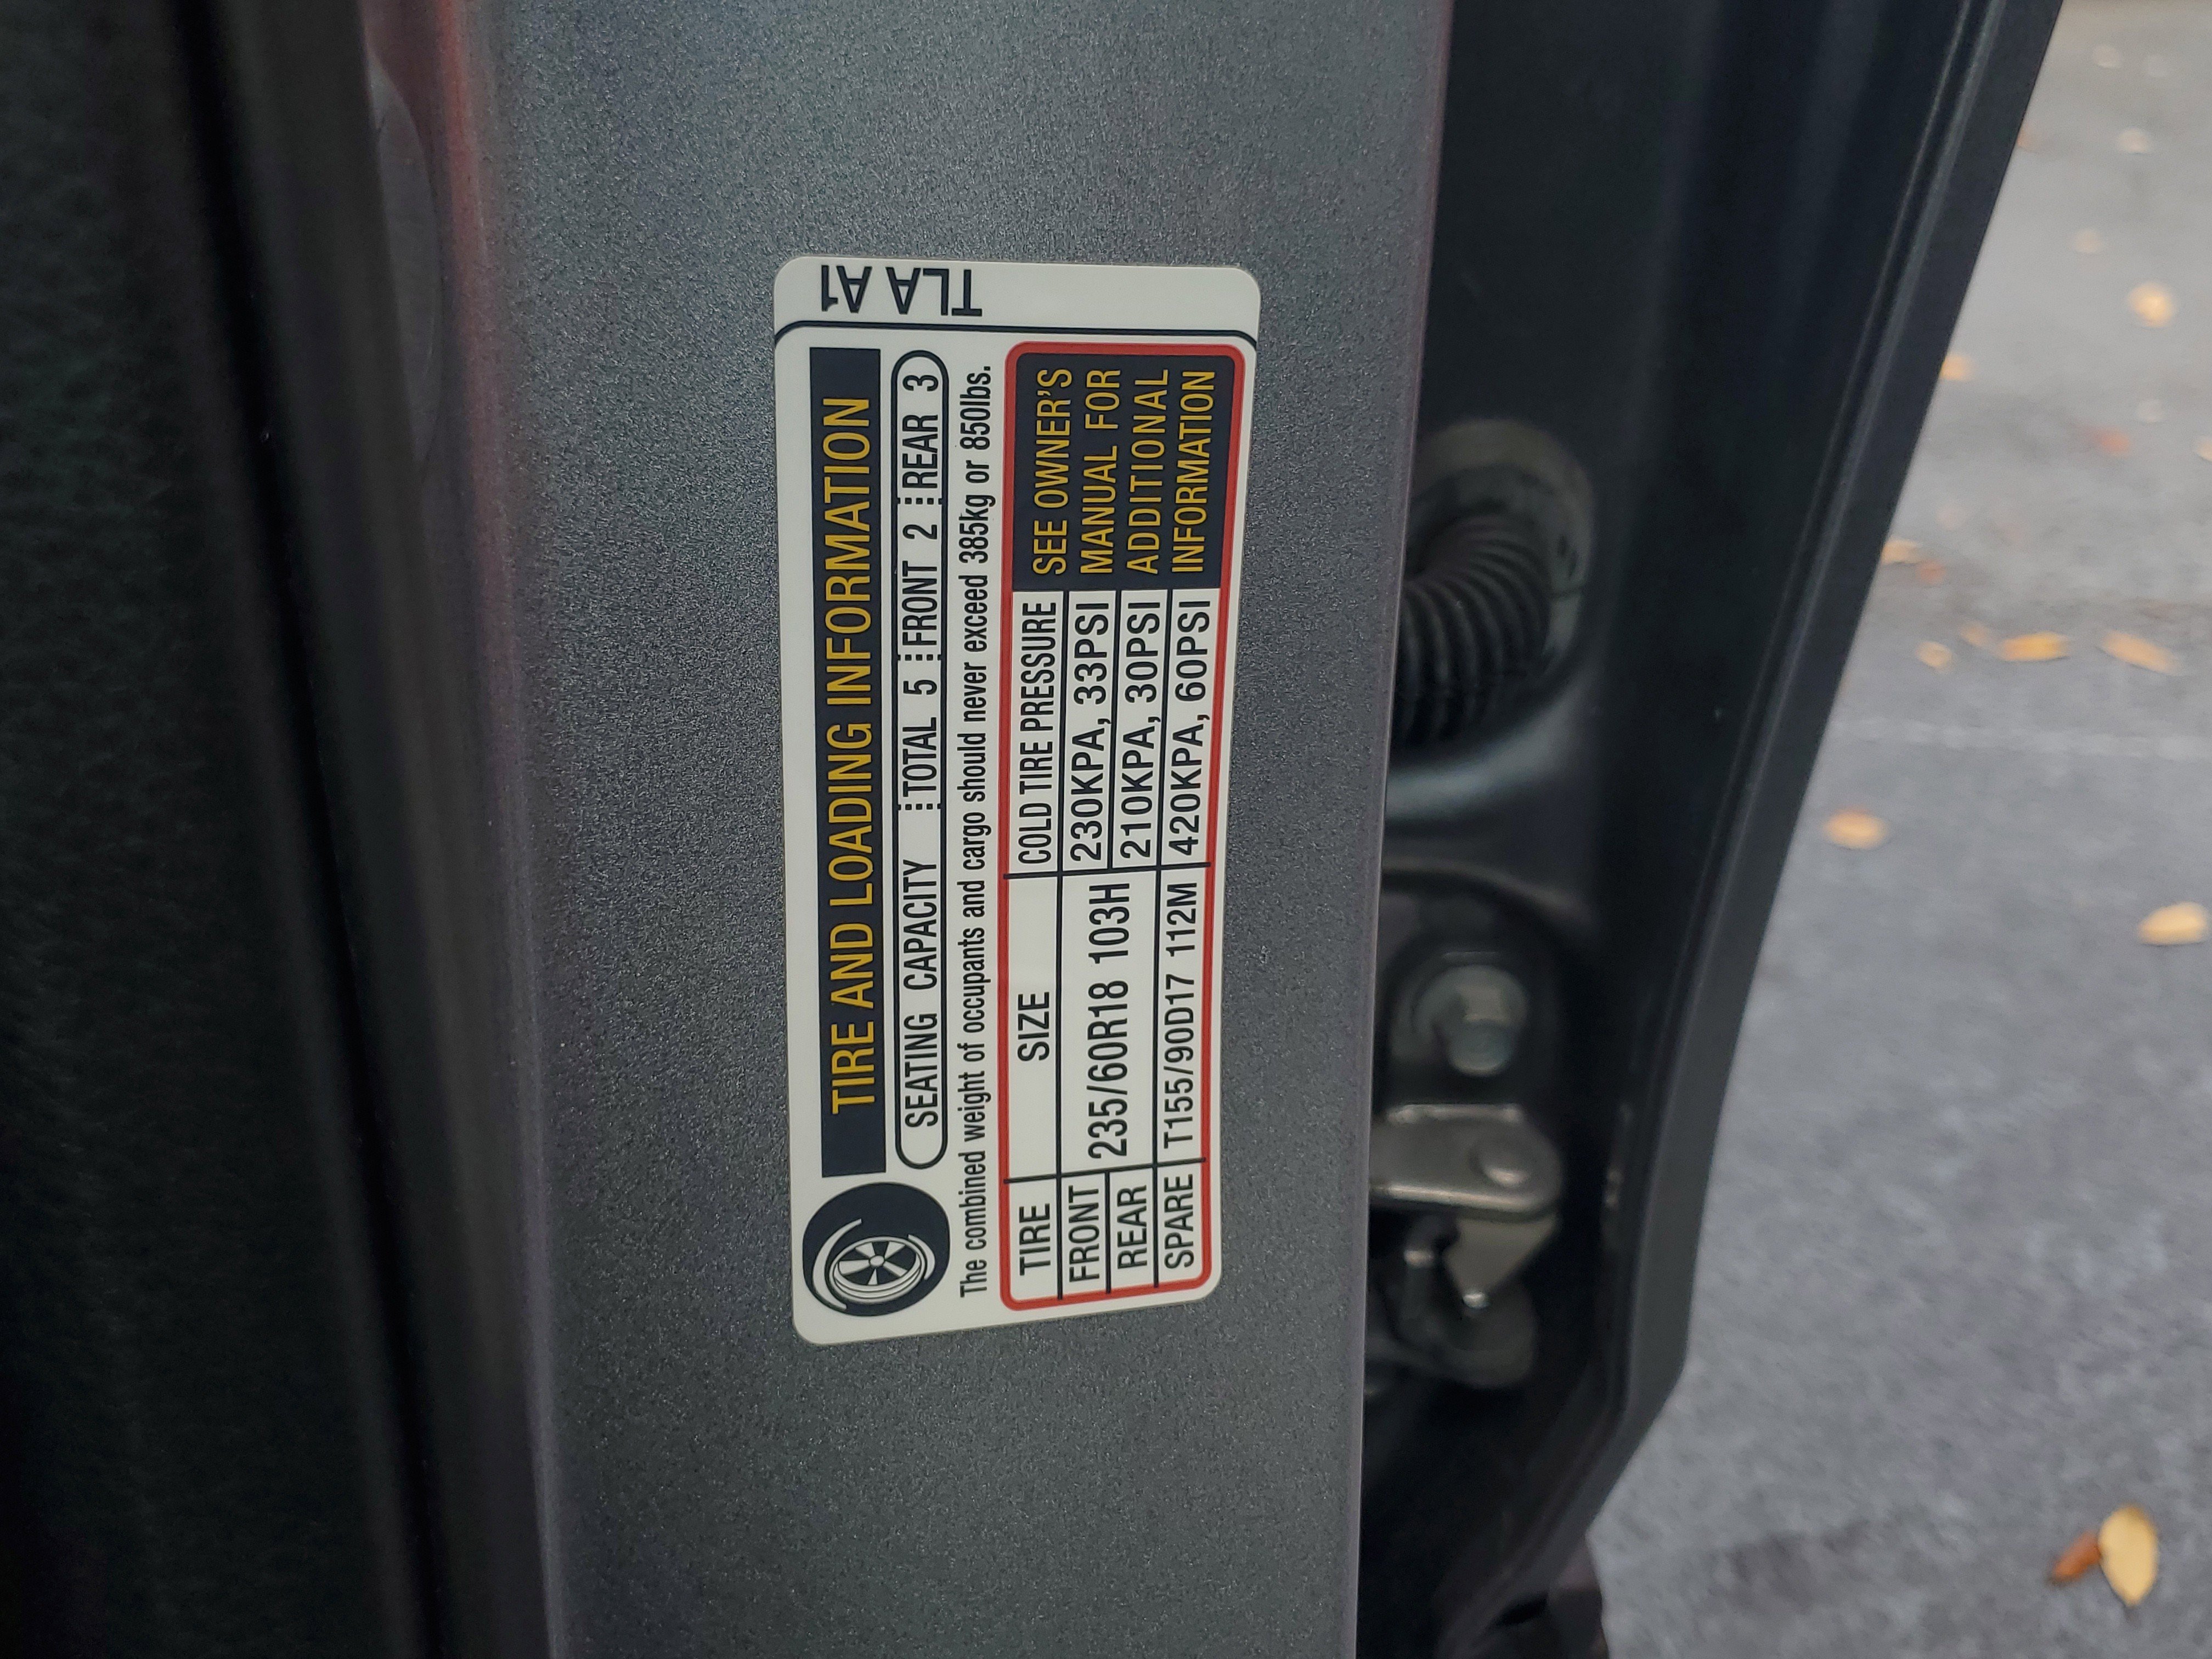 TIRE AND LOADING INFORMATION
SEATING CAPACITY TOTAL 5 FRONT 2 REAR 3
The combined weight of occupants and cargo should never exceed 385kg or 850lbs.
TIRE SIZE COLD TIRE PRESSURE
FRONT 235/60R18 103H 230KPA, 33PSI
REAR 210KPA, 30PSI
SPARE T155/90D17 112M 420KPA, 60PSI
SEE OWNER'S
MANUAL FOR
ADDITIONAL
INFORMATION
TLA A1